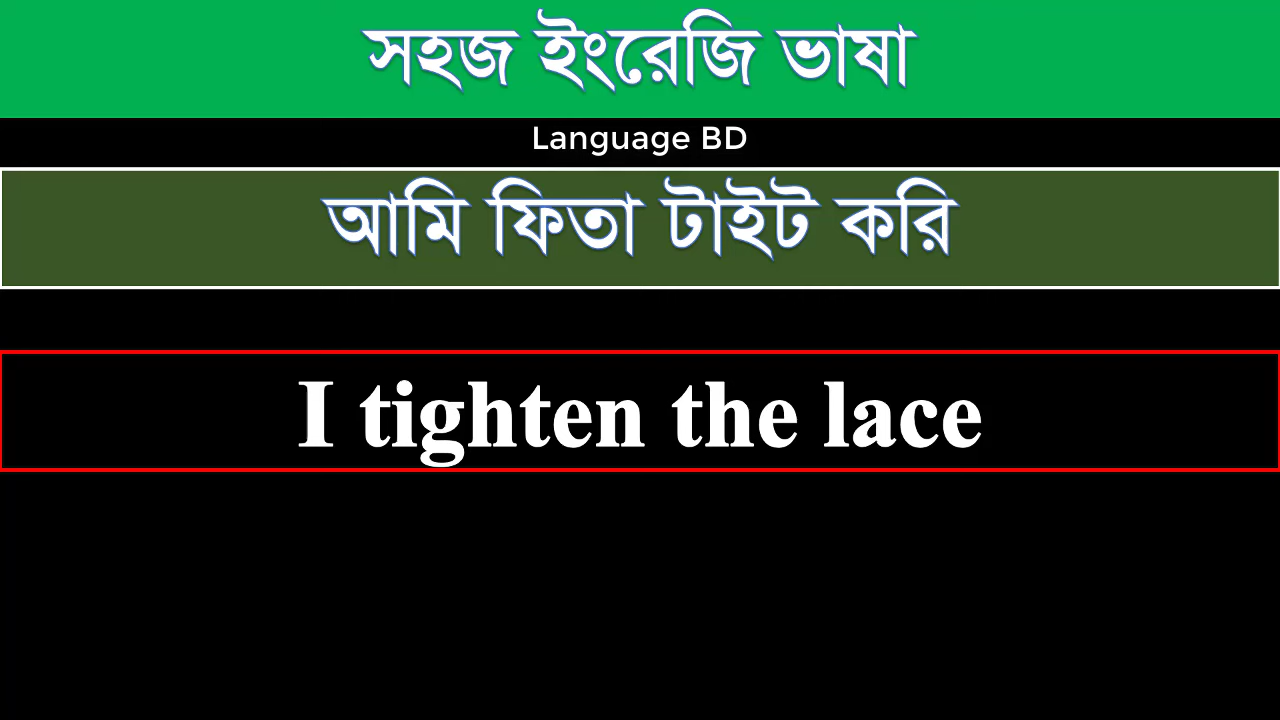 সহজ ইংরেজি ভাষা
Language BD
আমি ফিতা টাইট করি
I tighten the lace